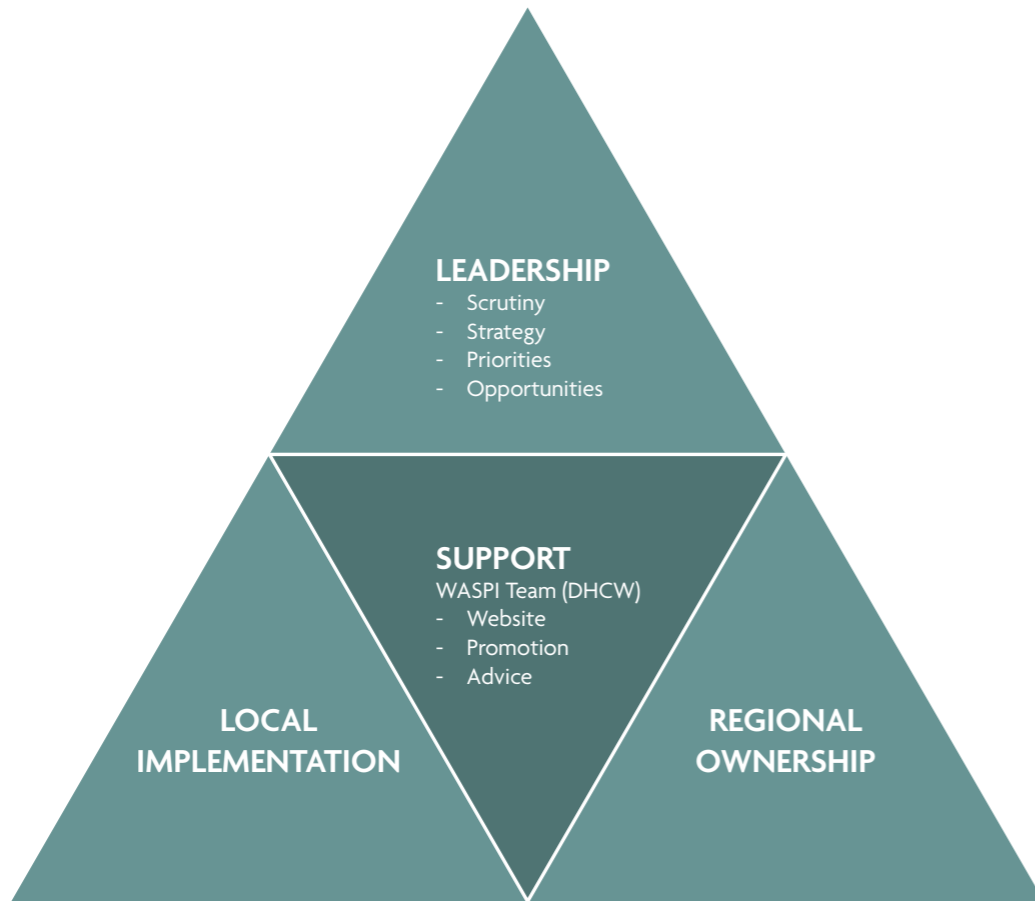 LEADERSHIP
- Scrutiny
- Strategy
- Priorities
- Opportunities
SUPPORT
WASPI Team (DHCW)
- Website
- Promotion
- Advice
LOCAL
IMPLEMENTATION
REGIONAL
OWNERSHIP